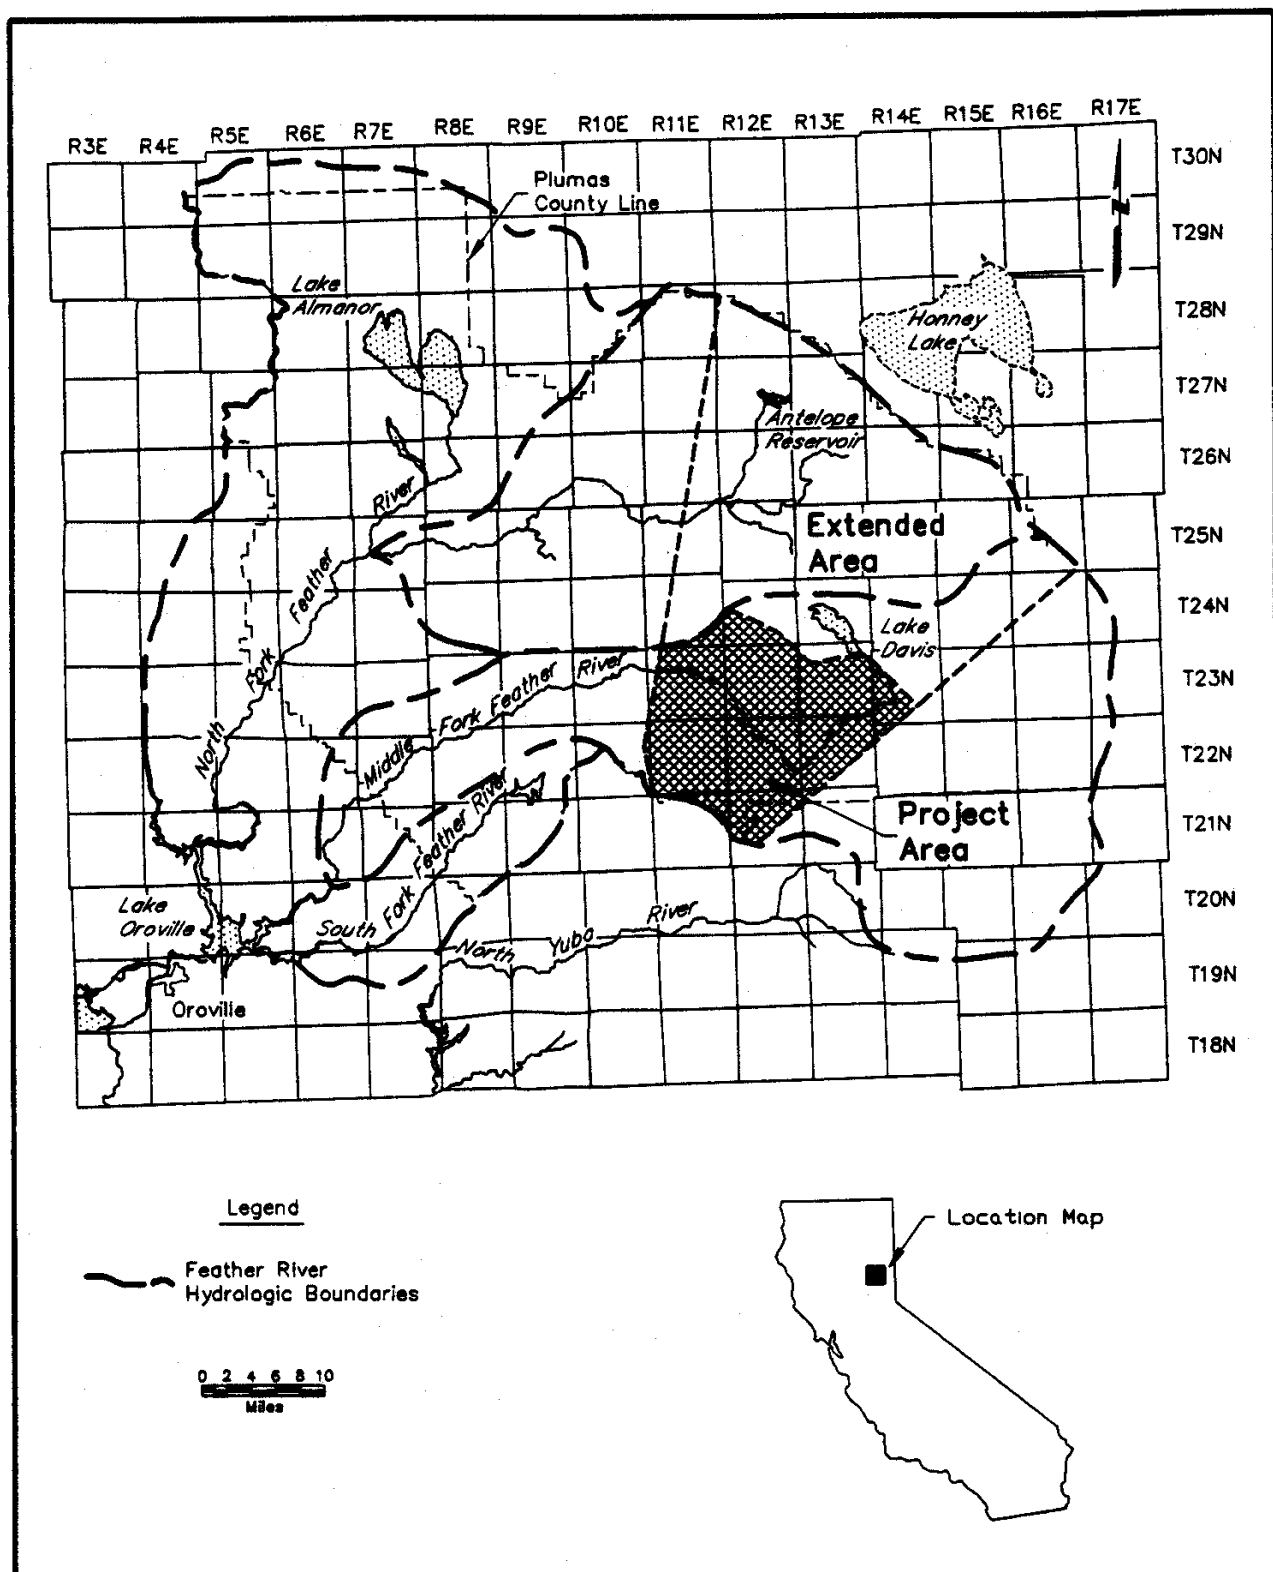 R3E R4E R5E R6E R7E R8E R9E R10E R11E R12E R13E R14E R15E R16E R17E
T30N
Plumas
County Line
N
T29N
Lake
Almanor
T28N
Honney
Lake
T27N
Antelope
Reservoir
T26N
River
Extended
Area
T25N
Feather
T24N
Lake
Davis
Fork
T23N
North
Middle Fork Feather River
T22N
Project
Area
T21N
South Fork Feather River
T20N
Lake
Oroville
North Yuba River
T19N
Oroville
T18N
Legend
Feather River
Hydrologic Boundaries
Location Map
0 2 4 6 8 10
Miles